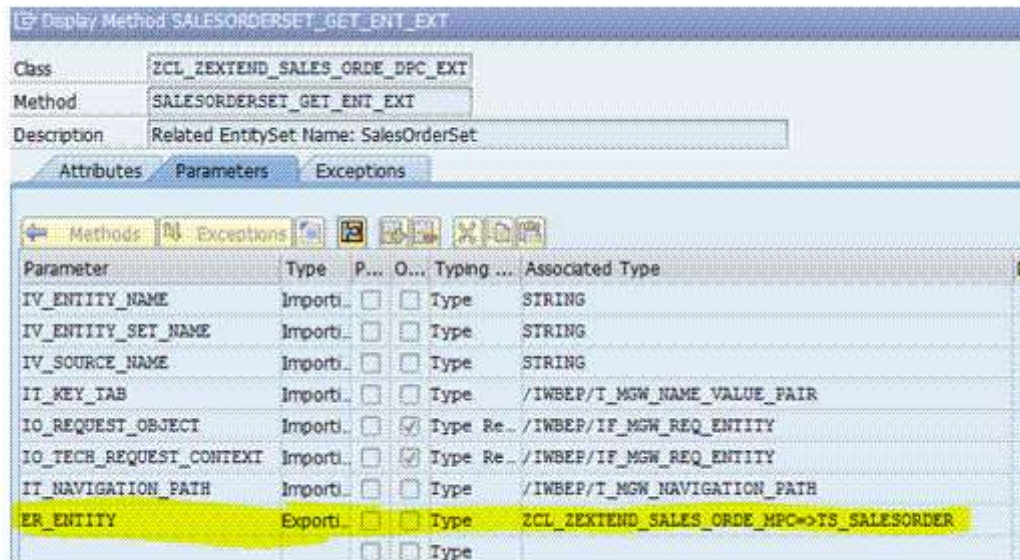 Display Method SALESORDERSET_GET_ENT_EXT
Class ZCL_ZEXTEND_SALES_ORDE_DPC_EXT
Method SALESORDERSET_GET_ENT_EXT
Description Related EntitySet Name: SalesOrderSet
Attributes Parameters Exceptions
Methods Exceptions
Parameter Type P... O... Typing ... Associated Type
IV_ENTITY_NAME Importi.. Type STRING
IV_ENTITY_SET_NAME Importi.. Type STRING
IV_SOURCE_NAME Importi.. Type STRING
IT_KEY_TAB Importi.. Type /IWBEP/T_MGW_NAME_VALUE_PAIR
IO_REQUEST_OBJECT Importi.. Type Re.. /IWBEP/IF_MGW_REQ_ENTITY
IO_TECH_REQUEST_CONTEXT Importi.. Type Re.. /IWBEP/IF_MGW_REQ_ENTITY
IT_NAVIGATION_PATH Importi.. Type /IWBEP/T_MGW_NAVIGATION_PATH
ER_ENTITY Exporti.. Type ZCL_ZEXTEND_SALES_ORDE_MPC=>TS_SALESORDER
Type